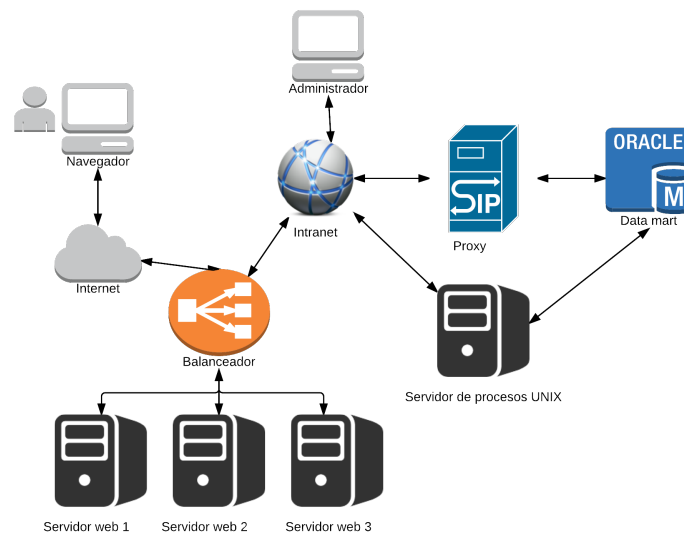 Administrador
Navegador
ORACLE
SIP
M
Data mart
Intranet
Proxy
Internet
Balanceador
Servidor de procesos UNIX
Servidor web 1
Servidor web 2
Servidor web 3